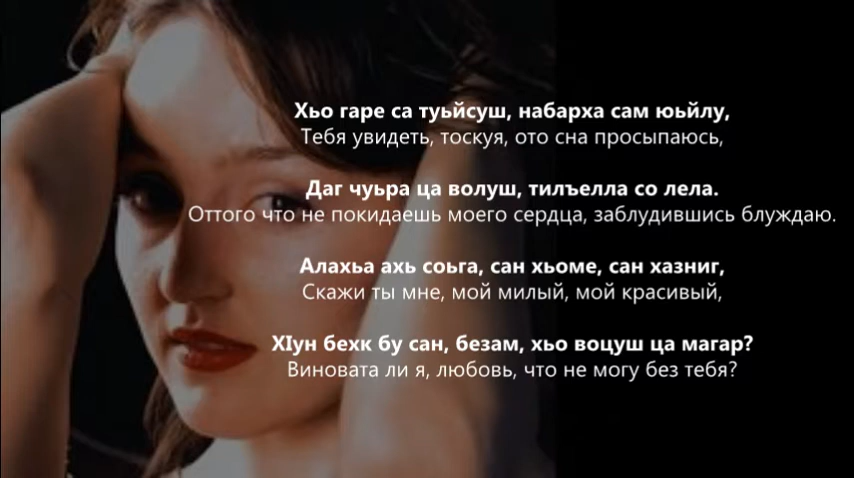 Хьо гаре са туьйсуш, набарха сам юьйлу,
Тебя увидеть, тоскуя, ото сна просыпаюсь,
Даг чуьра ца волуш, тилъелла со лела.
Оттого что не покидаешь моего сердца, заблудившись блуждаю.
Алахьа ахь соьга, сан хьоме, сан хазниг,
Скажи ты мне, мой милый, мой красивый,
ХIун бехк бу сан, безам, хьо воцуш ца магар?
Виновата ли я, любовь, что не могу без тебя?